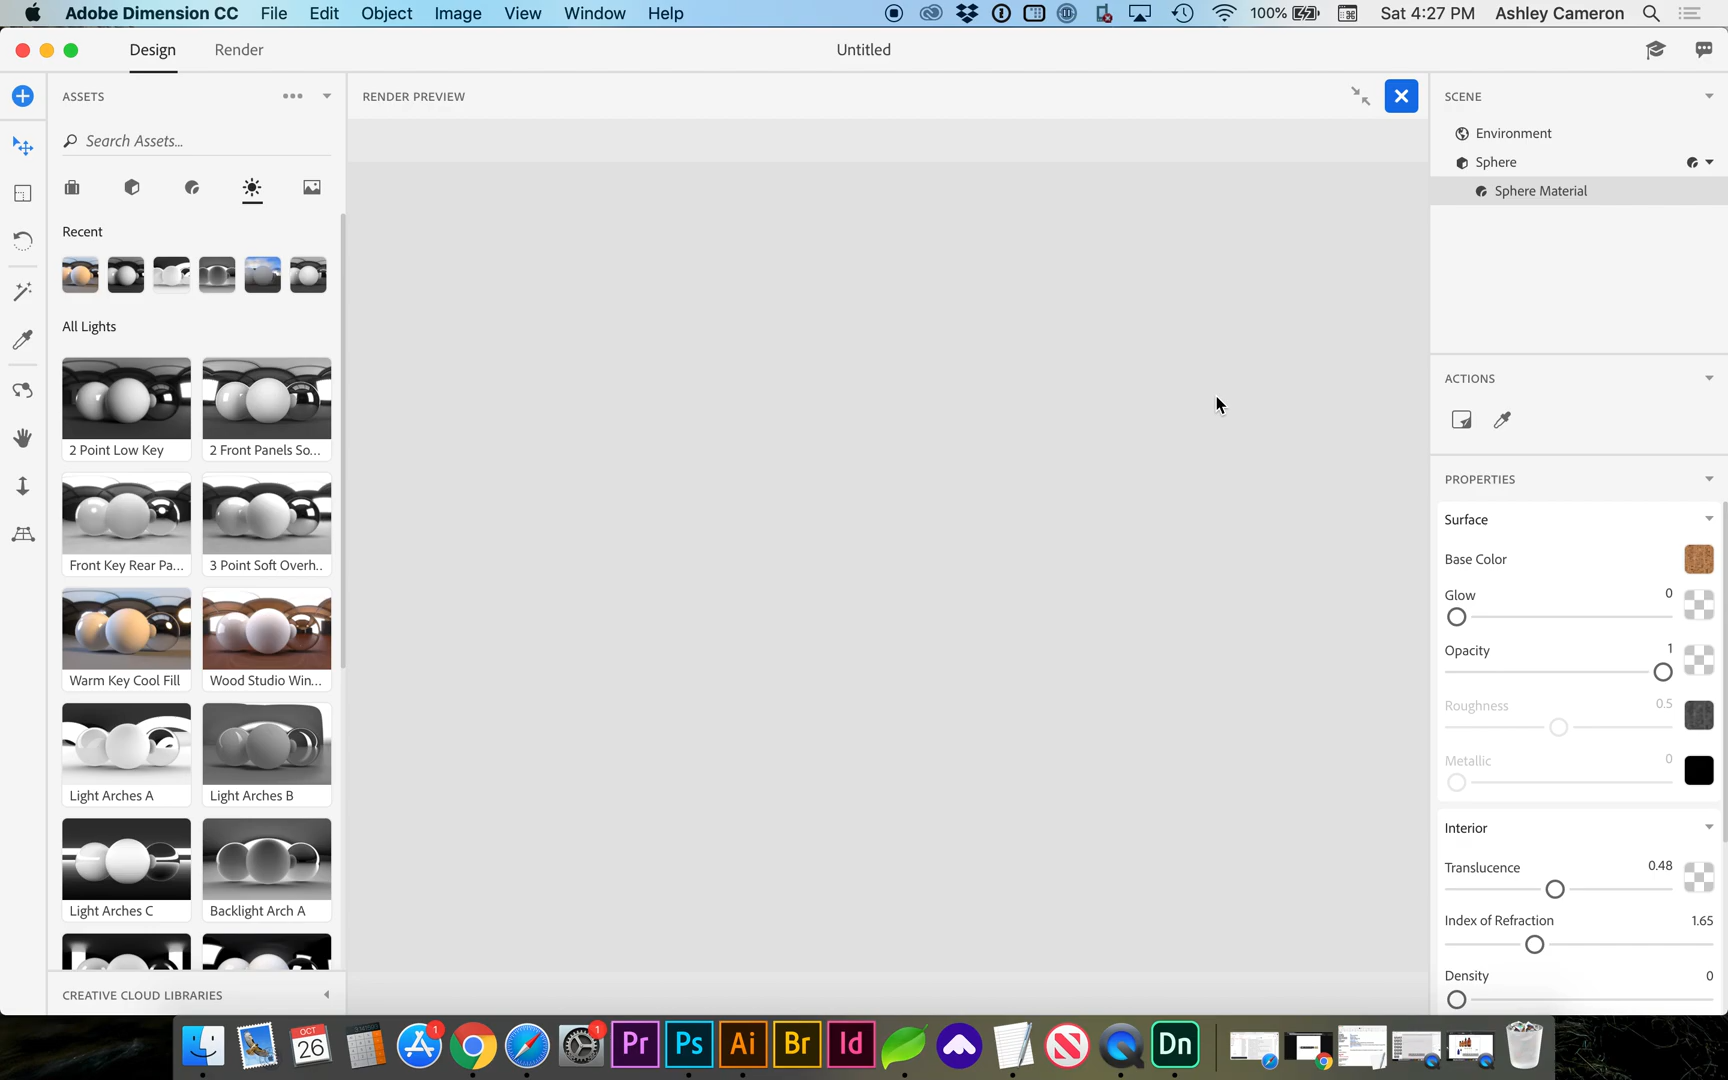 Adobe Dimension CC File Edit Object Image View Window Help 100% Sat 4:27 PM Ashley Cameron
Design Render Untitled
ASSETS
RENDER PREVIEW
SCENE
Search Assets...
Environment
Sphere
Sphere Material
Recent
All Lights
2 Point Low Key
2 Front Panels So...
Front Key Rear Pa...
3 Point Soft Overh..
Warm Key Cool Fill
Wood Studio Win...
Light Arches A
Light Arches B
Light Arches C
Backlight Arch A
CREATIVE CLOUD LIBRARIES
ACTIONS
PROPERTIES
Surface
Base Color
Glow 0
Opacity 1
Roughness 0.5
Metallic 0
Interior
Translucence 0.48
Index of Refraction 1.65
Density 0
OCT
26
1
1
Pr
Ps
Ai
Br
Id
Dn